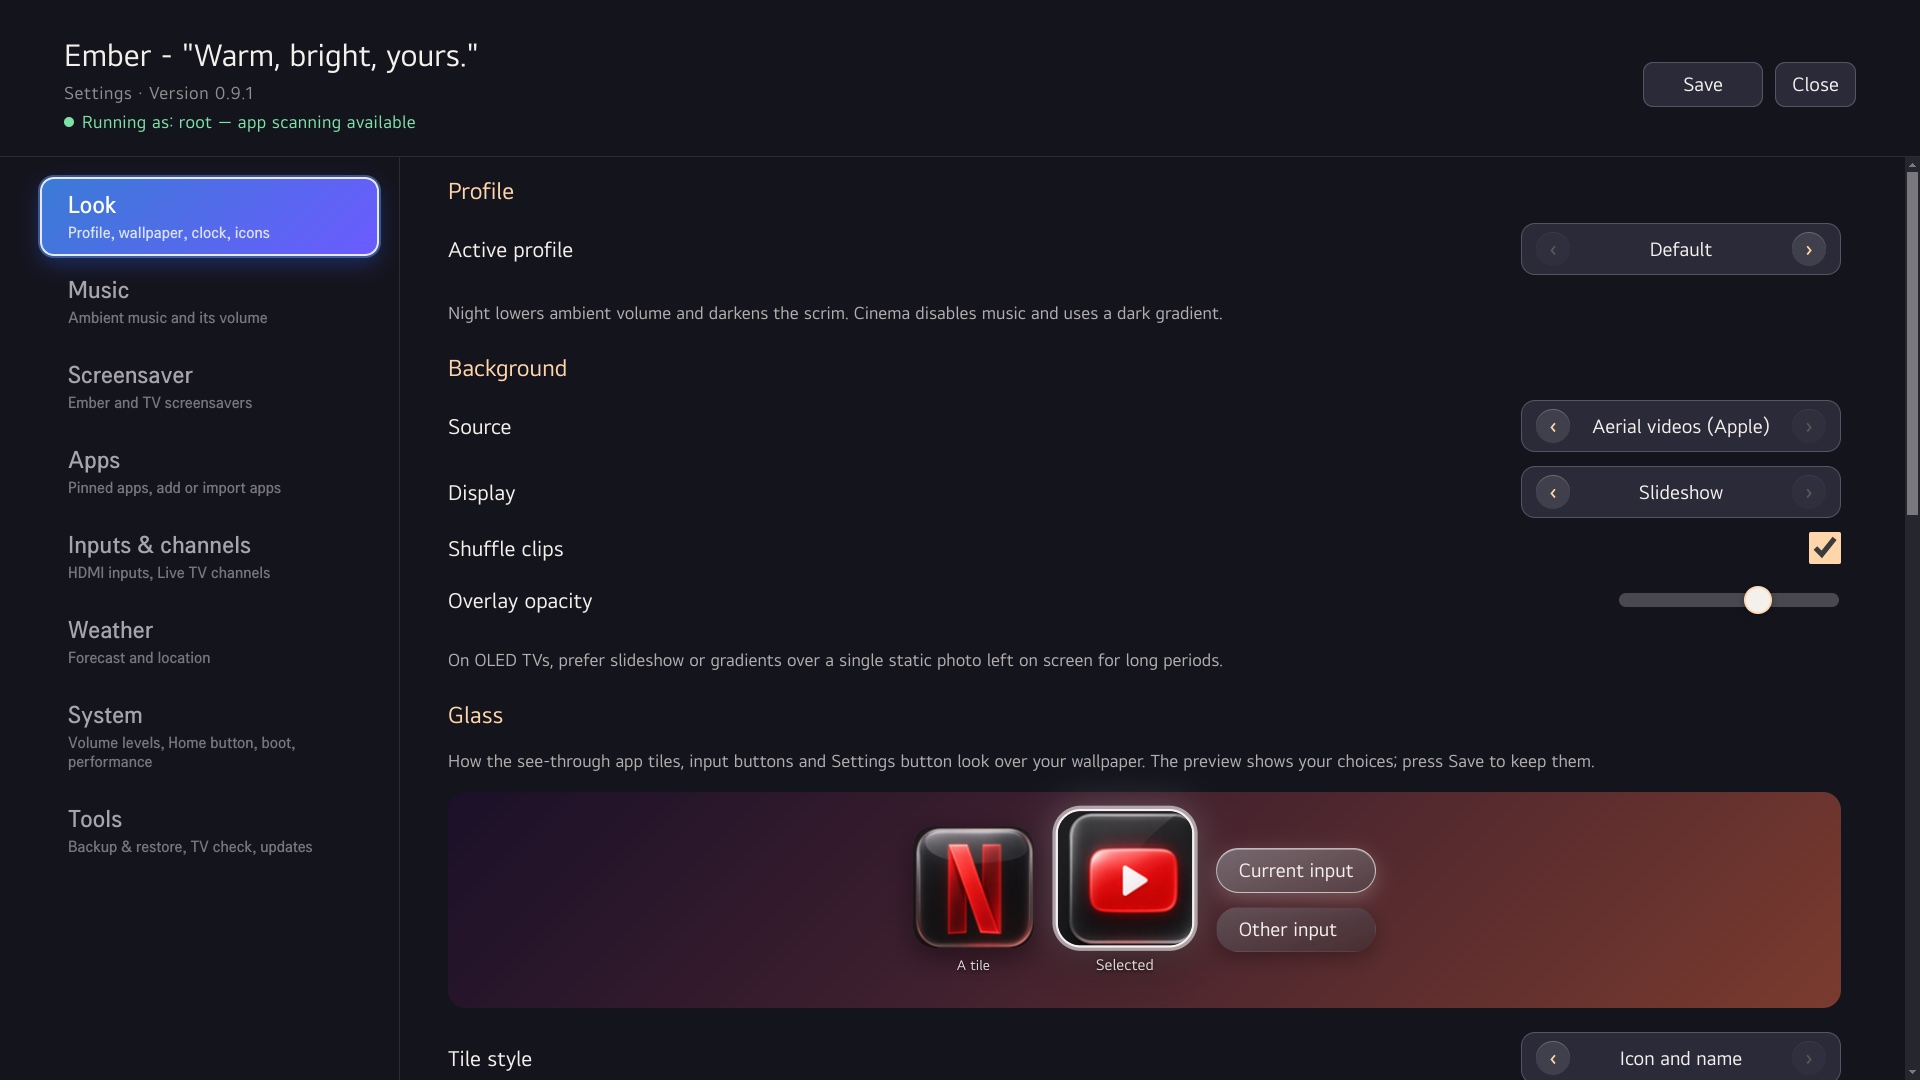 Ember - "Warm, bright, yours."
Settings · Version 0.9.1
Running as: root — app scanning available
Save
Close
Look
Profile, wallpaper, clock, icons
Music
Ambient music and its volume
Screensaver
Ember and TV screensavers
Apps
Pinned apps, add or import apps
Inputs & channels
HDMI inputs, Live TV channels
Weather
Forecast and location
System
Volume levels, Home button, boot,
performance
Tools
Backup & restore, TV check, updates
Profile
Active profile
‹ Default ›
Night lowers ambient volume and darkens the scrim. Cinema disables music and uses a dark gradient.
Background
Source
‹ Aerial videos (Apple) ›
Display
‹ Slideshow ›
Shuffle clips
Overlay opacity
On OLED TVs, prefer slideshow or gradients over a single static photo left on screen for long periods.
Glass
How the see-through app tiles, input buttons and Settings button look over your wallpaper. The preview shows your choices; press Save to keep them.
N
A tile
Selected
Current input
Other input
Tile style
‹ Icon and name ›